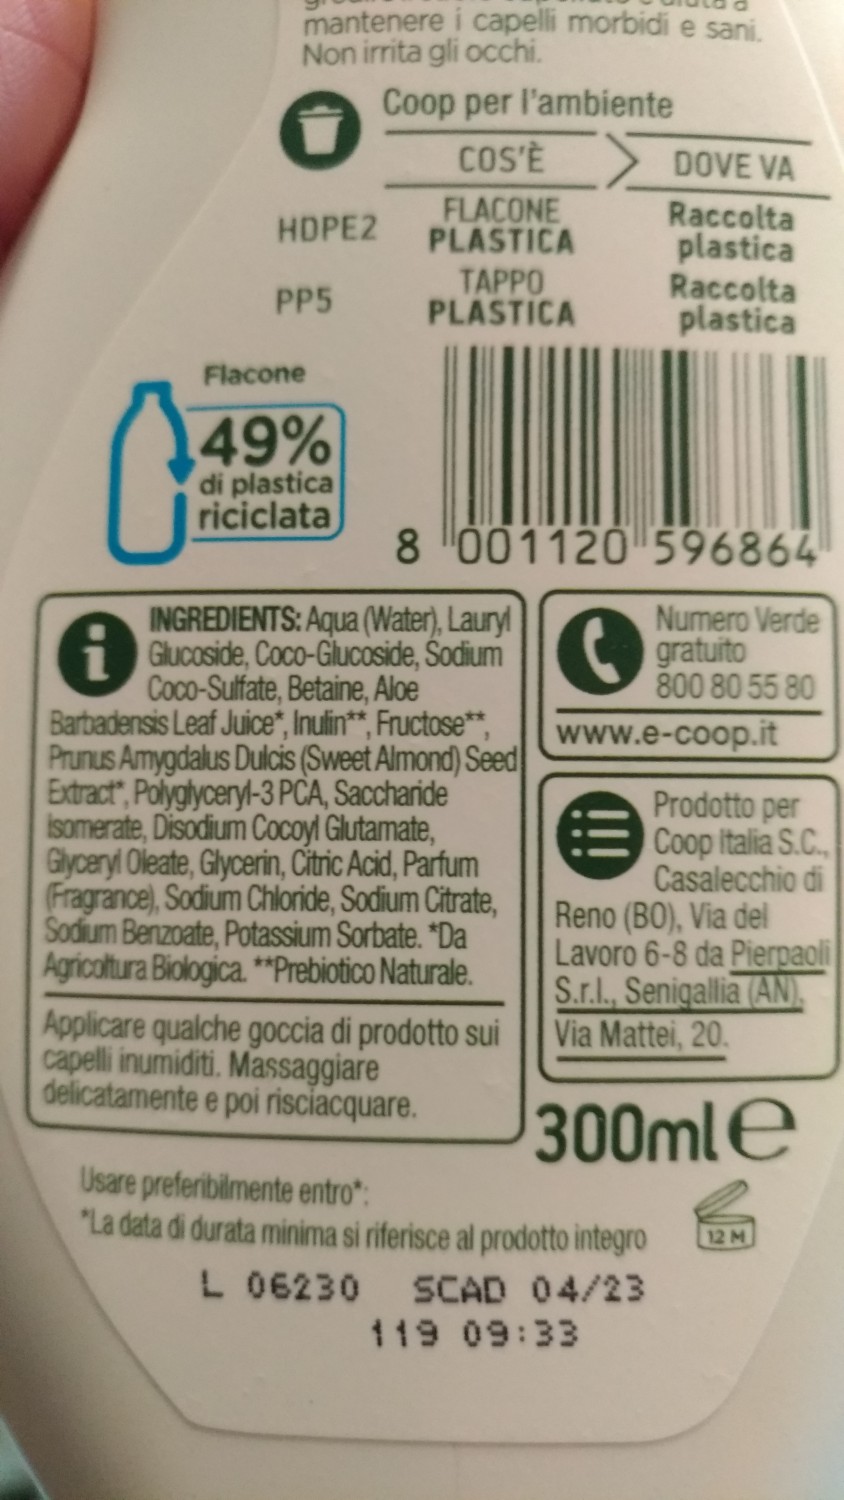 mantenere i capelli morbidi e sani.
Non irrita gli occhi.
Coop per l'ambiente
COS'È DOVE VA
HDPE2 FLACONE PLASTICA Raccolta plastica
PP5 TAPPO PLASTICA Raccolta plastica
Flacone
49%
di plastica
riciclata
8 001120 596864
INGREDIENTS: Aqua (Water), Lauryl
Glucoside, Coco-Glucoside, Sodium
Coco-Sulfate, Betaine, Aloe
Barbadensis Leaf Juice*, Inulin**, Fructose**,
Prunus Amygdalus Dulcis (Sweet Almond) Seed
Extract*, Polyglyceryl-3 PCA, Saccharide
Isomerate, Disodium Cocoyl Glutamate,
Glyceryl Oleate, Glycerin, Citric Acid, Parfum
(Fragrance), Sodium Chloride, Sodium Citrate,
Sodium Benzoate, Potassium Sorbate. *Da
Agricoltura Biologica. **Prebiotico Naturale.
Applicare qualche goccia di prodotto sui
capelli inumiditi. Massaggiare
delicatamente e poi risciacquare.
Numero Verde
gratuito
800 80 55 80
www.e-coop.it
Prodotto per
Coop Italia S.C.,
Casalecchio di
Reno (BO), Via del
Lavoro 6-8 da Pierpaoli
S.r.l., Senigallia (AN),
Via Mattei, 20.
300ml e
Usare preferibilmente entro*:
*La data di durata minima si riferisce al prodotto integro
12 M
L 06230 SCAD 04/23
119 09:33